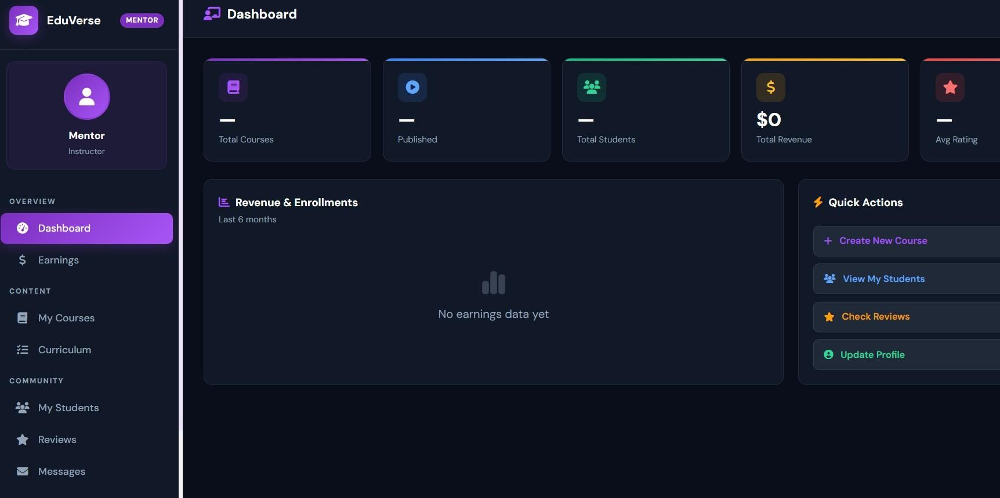 EduVerse
MENTOR
Mentor
Instructor
OVERVIEW
Dashboard
Earnings
CONTENT
My Courses
Curriculum
COMMUNITY
My Students
Reviews
Messages
Dashboard
—
Total Courses
—
Published
—
Total Students
$0
Total Revenue
—
Avg Rating
Revenue & Enrollments
Last 6 months
No earnings data yet
Quick Actions
Create New Course
View My Students
Check Reviews
Update Profile